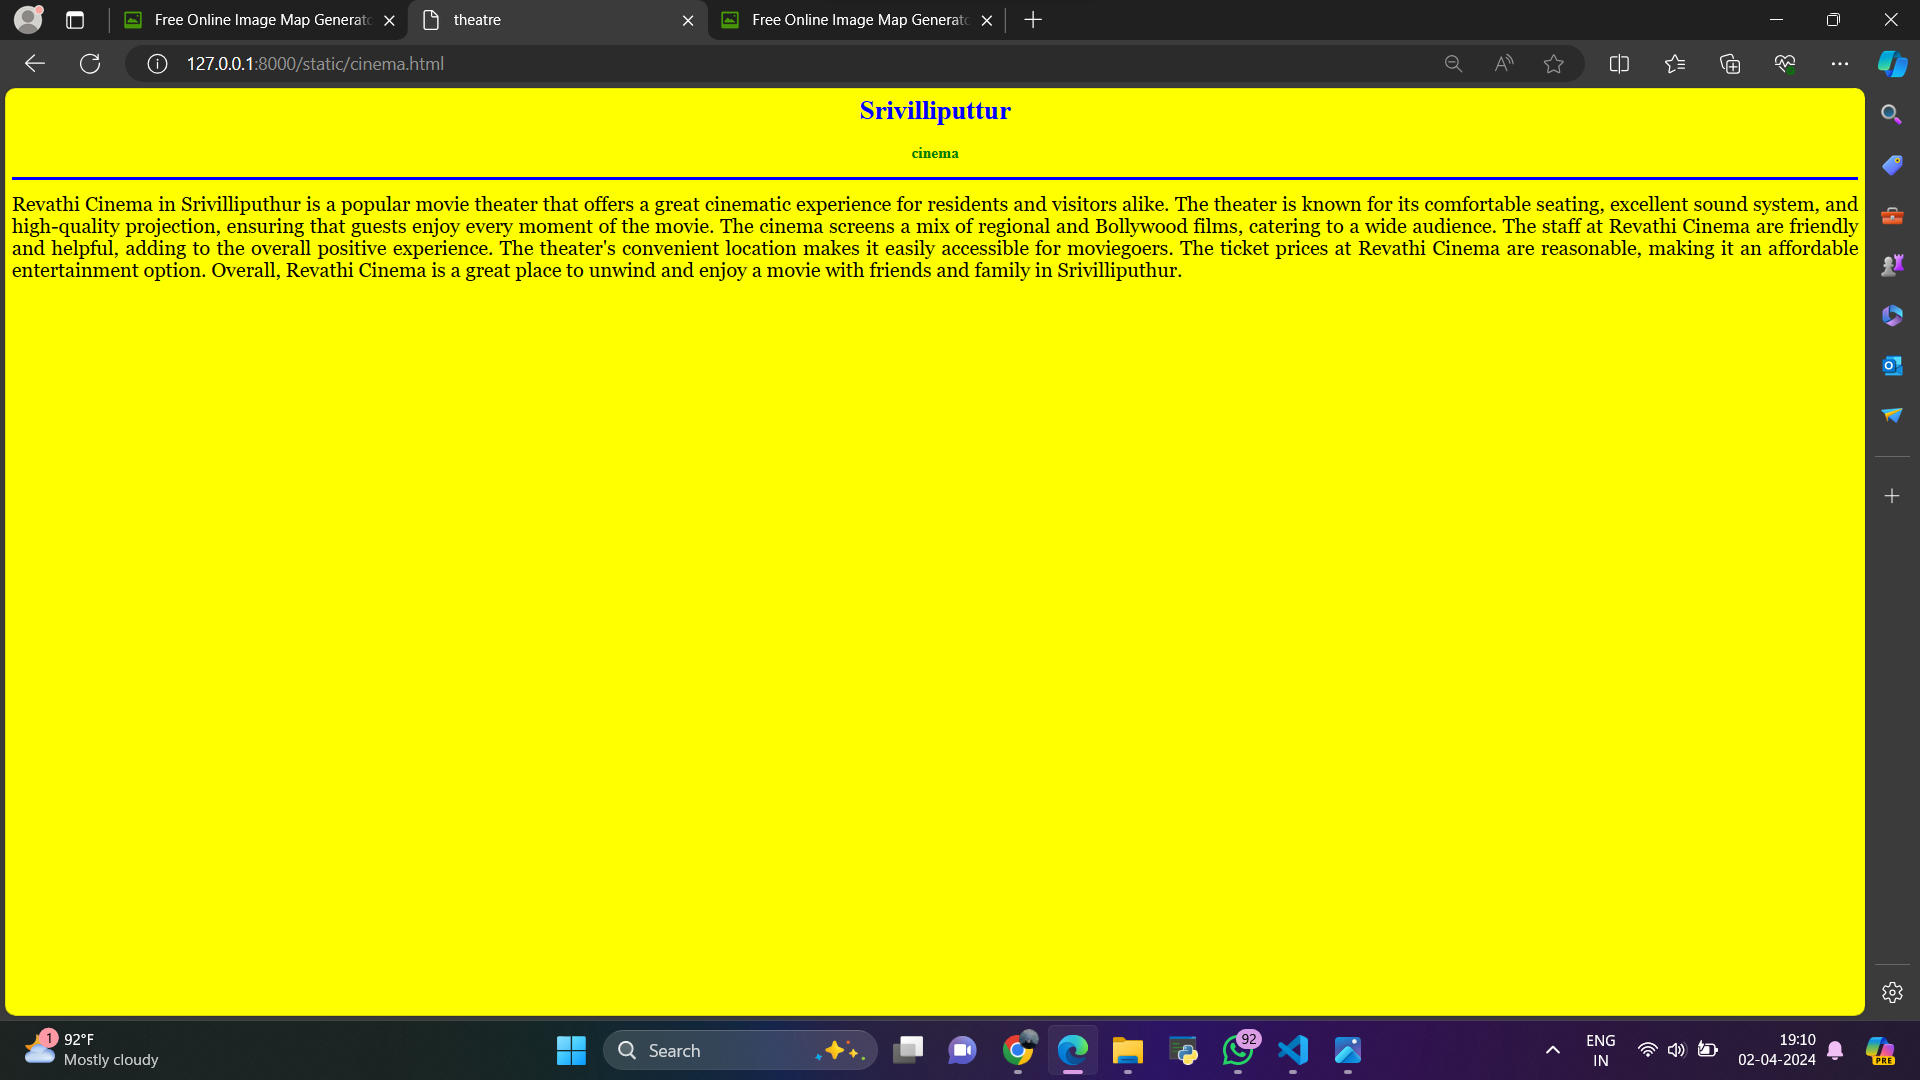 Free Online Image Map Generato
theatre
Free Online Image Map Generato
127.0.0.1:8000/static/cinema.html
Srivilliputtur
cinema
Revathi Cinema in Srivilliputhur is a popular movie theater that offers a great cinematic experience for residents and visitors alike. The theater is known for its comfortable seating, excellent sound system, and
high-quality projection, ensuring that guests enjoy every moment of the movie. The cinema screens a mix of regional and Bollywood films, catering to a wide audience. The staff at Revathi Cinema are friendly
and helpful, adding to the overall positive experience. The theater's convenient location makes it easily accessible for moviegoers. The ticket prices at Revathi Cinema are reasonable, making it an affordable
entertainment option. Overall, Revathi Cinema is a great place to unwind and enjoy a movie with friends and family in Srivilliputhur.
1
92°F
Mostly cloudy
Search
92
ENG
IN
19:10
02-04-2024
PRE